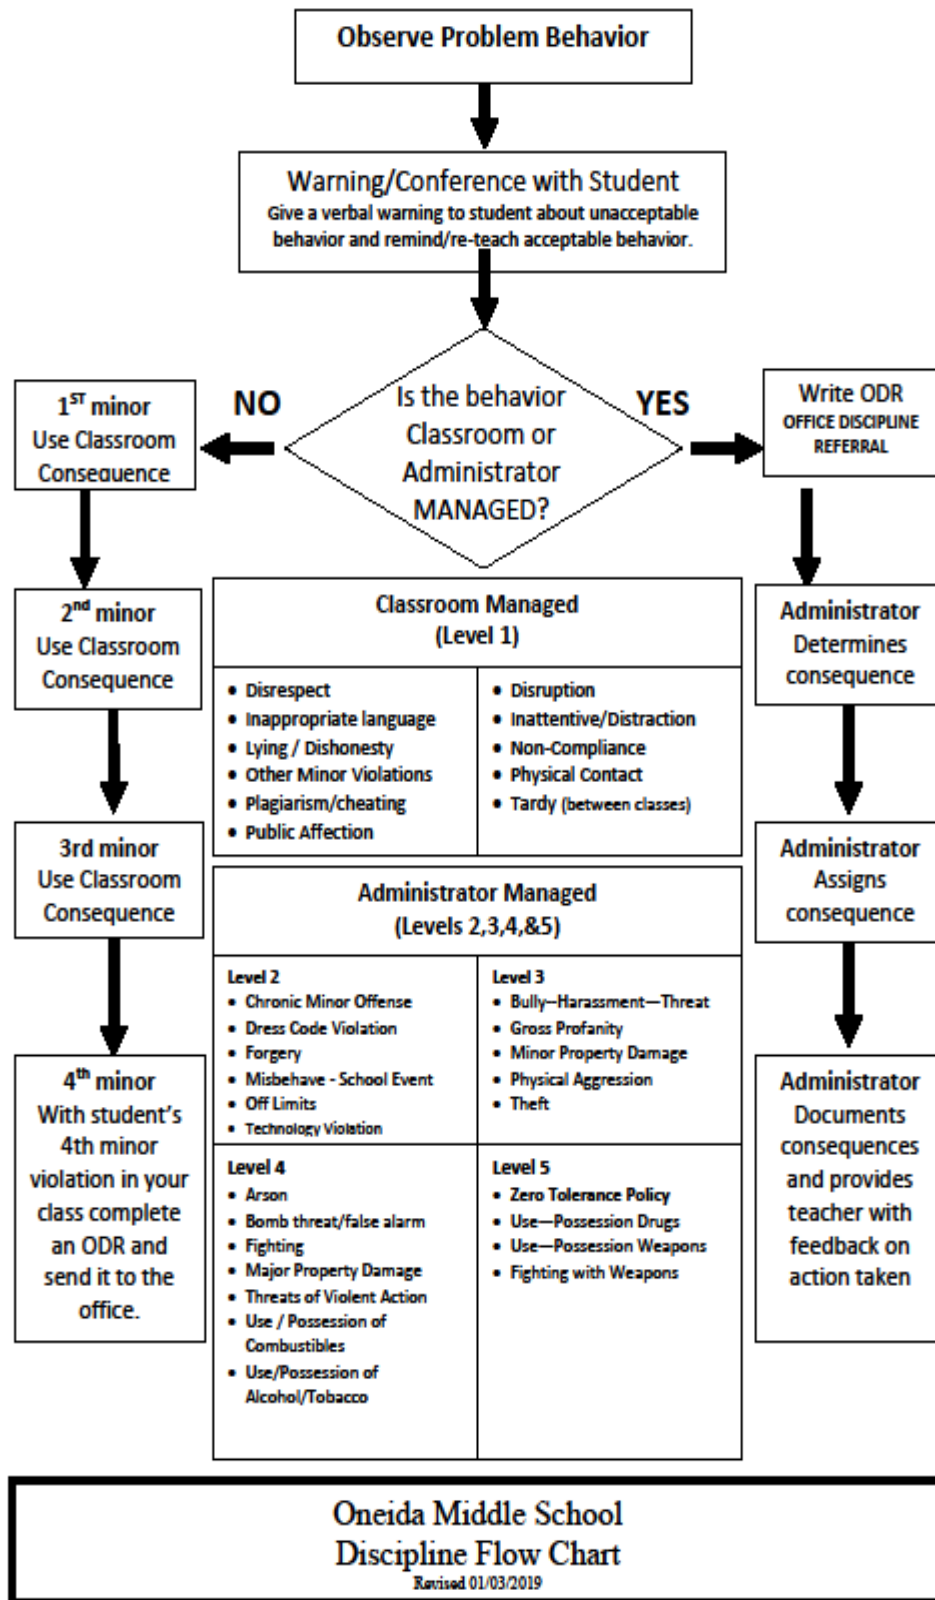 Observe Problem Behavior
Warning/Conference with Student
Give a verbal warning to student about unacceptable
behavior and remind/re-teach acceptable behavior.
Is the behavior
Classroom or
Administrator
MANAGED?
NO
YES
1ST minor
Use Classroom
Consequence
2nd minor
Use Classroom
Consequence
3rd minor
Use Classroom
Consequence
4th minor
With student's
4th minor
violation in your
class complete
an ODR and
send it to the
office.
Write ODR
OFFICE DISCIPLINE
REFERRAL
Administrator
Determines
consequence
Administrator
Assigns
consequence
Administrator
Documents
consequences
and provides
teacher with
feedback on
action taken
Classroom Managed
(Level 1)
• Disrespect
• Inappropriate language
• Lying / Dishonesty
• Other Minor Violations
• Plagiarism/cheating
• Public Affection
• Disruption
• Inattentive/Distraction
• Non-Compliance
• Physical Contact
• Tardy (between classes)
Administrator Managed
(Levels 2,3,4,&5)
Level 2
• Chronic Minor Offense
• Dress Code Violation
• Forgery
• Misbehave - School Event
• Off Limits
• Technology Violation
Level 3
• Bully—Harassment—Threat
• Gross Profanity
• Minor Property Damage
• Physical Aggression
• Theft
Level 4
• Arson
• Bomb threat/false alarm
• Fighting
• Major Property Damage
• Threats of Violent Action
• Use / Possession of
Combustibles
• Use/Possession of
Alcohol/Tobacco
Level 5
• Zero Tolerance Policy
• Use—Possession Drugs
• Use—Possession Weapons
• Fighting with Weapons
Oneida Middle School
Discipline Flow Chart
Revised 01/03/2019